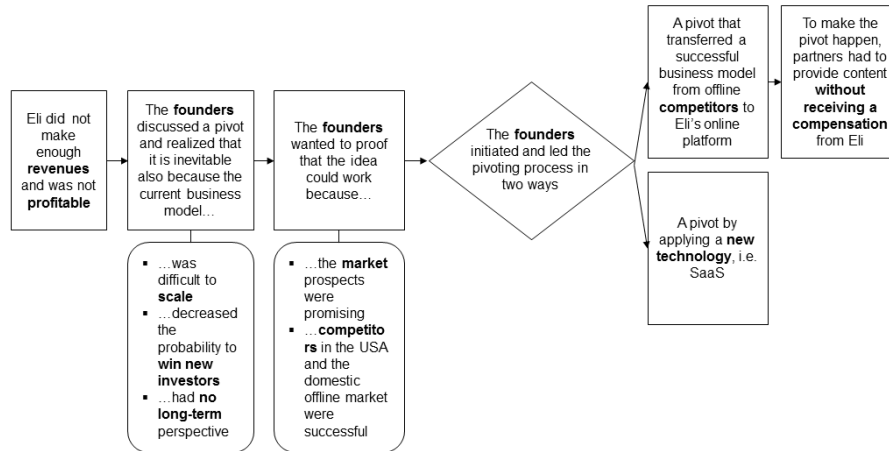 Eli did not
make
enough
revenues
and was not
profitable
The founders
discussed a pivot
and realized that
it is inevitable
also because the
current business
model…
The founders
wanted to proof
that the idea
could work
because…
The founders
initiated and led
the pivoting process in
two ways
A pivot that
transferred a
successful
business model
from offline
competitors to
Eli’s online
platform
To make the
pivot happen,
partners had to
provide content
without
receiving a
compensation
from Eli
▪ …was
difficult to
scale
▪ …decreased
the
probability to
win new
investors
▪ …had no
long-term
perspective
▪ …the market
prospects
were
promising
▪ …competito
rs in the USA
and the
domestic
offline market
were
successful
A pivot by
applying a new
technology, i.e.
SaaS